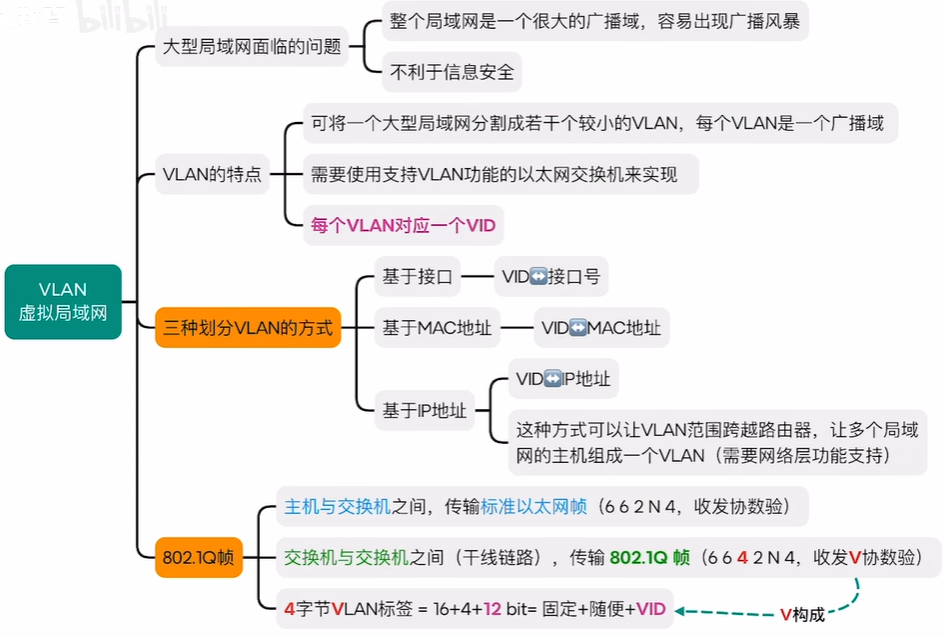 bilibili
大型局域网面临的问题
整个局域网是一个很大的广播域，容易出现广播风暴
不利于信息安全
VLAN的特点
可将一个大型局域网分割成若干个较小的VLAN，每个VLAN是一个广播域
需要使用支持VLAN功能的以太网交换机来实现
每个VLAN对应一个VID
VLAN
虚拟局域网
三种划分VLAN的方式
基于接口
VID↔️接口号
基于MAC地址
VID↔️MAC地址
基于IP地址
VID↔️IP地址
这种方式可以让VLAN范围跨越路由器，让多个局域
网的主机组成一个VLAN（需要网络层功能支持）
802.1Q帧
主机与交换机之间，传输标准以太网帧（6 6 2 N 4，收发协数验）
交换机与交换机之间（干线链路），传输 802.1Q 帧（6 6 4 2 N 4，收发V协数验）
4字节VLAN标签 = 16+4+12 bit= 固定+随便+VID
V构成